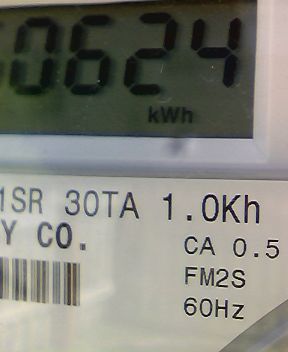 0624
kWh
1SR 30TA 1.0Kh
Y CO.
CA 0.5
FM2S
60Hz